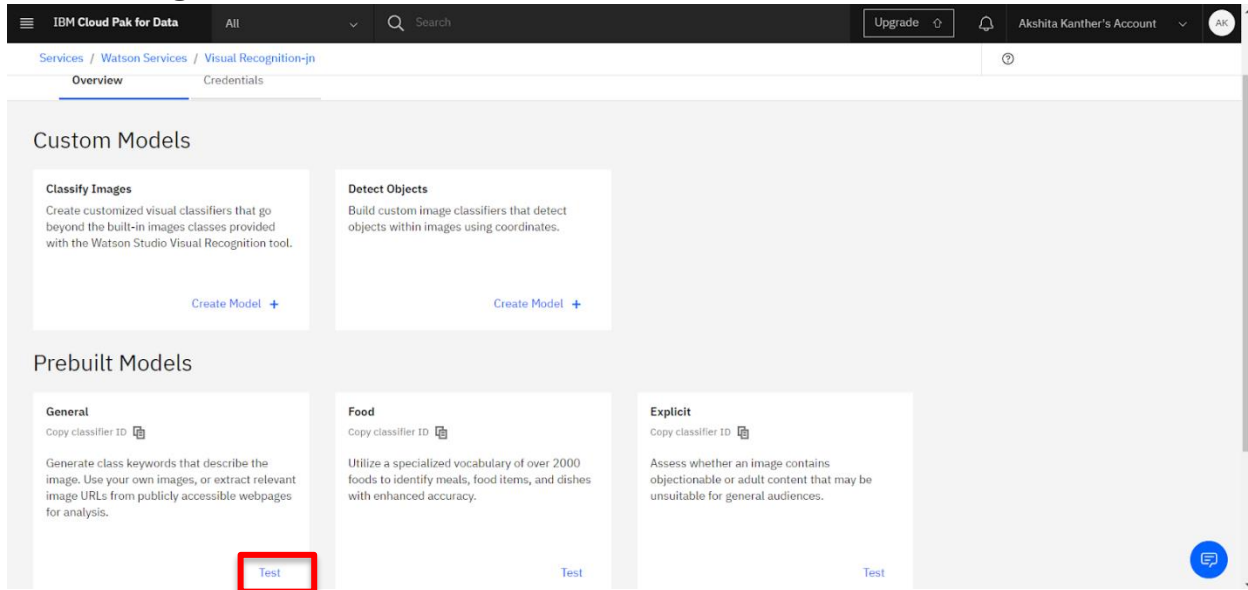 IBM Cloud Pak for Data All Search Upgrade Akshita Kanther's Account AK
Services / Watson Services / Visual Recognition-jn
Overview Credentials
Custom Models
Classify Images
Create customized visual classifiers that go
beyond the built-in images classes provided
with the Watson Studio Visual Recognition tool.
Create Model +
Detect Objects
Build custom image classifiers that detect
objects within images using coordinates.
Create Model +
Prebuilt Models
General
Copy classifier ID
Generate class keywords that describe the
image. Use your own images, or extract relevant
image URLs from publicly accessible webpages
for analysis.
Test
Food
Copy classifier ID
Utilize a specialized vocabulary of over 2000
foods to identify meals, food items, and dishes
with enhanced accuracy.
Test
Explicit
Copy classifier ID
Assess whether an image contains
objectionable or adult content that may be
unsuitable for general audiences.
Test